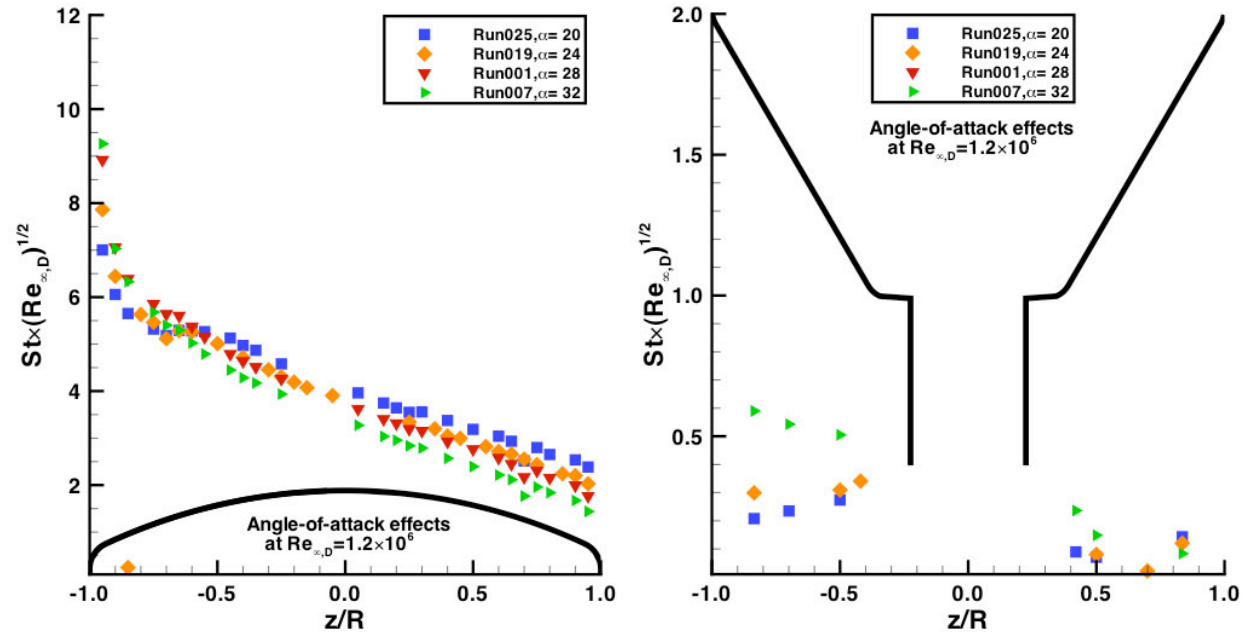 12
10
8
6
4
2
St×(Re∞,D)1/2
Run025,α= 20
Run019,α= 24
Run001,α= 28
Run007,α= 32
Angle-of-attack effects
at Re∞,D=1.2×10⁶
-1.0
-0.5
0.0
0.5
1.0
z/R
2.0
1.5
1.0
0.5
St×(Re∞,D)1/2
Run025,α= 20
Run019,α= 24
Run001,α= 28
Run007,α= 32
Angle-of-attack effects
at Re∞,D=1.2×10⁶
-1.0
-0.5
0.0
0.5
1.0
z/R